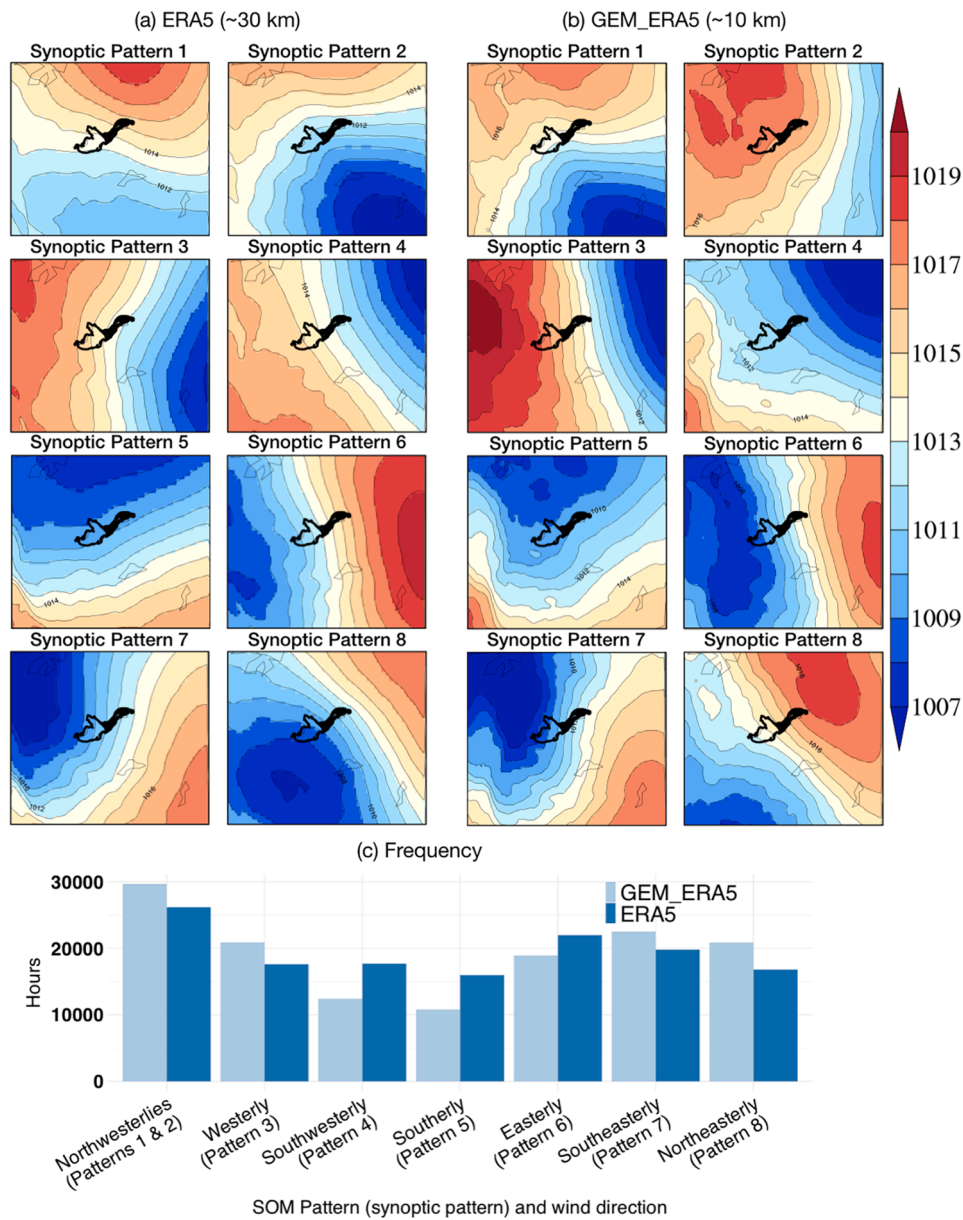 (a) ERA5 (~30 km)
(b) GEM_ERA5 (~10 km)
Synoptic Pattern 1
Synoptic Pattern 2
Synoptic Pattern 1
Synoptic Pattern 2
1014
1012
1014
1012
1016
1014
1016
1019
1017
1015
1013
1011
1009
1007
Synoptic Pattern 3
Synoptic Pattern 4
Synoptic Pattern 3
Synoptic Pattern 4
1014
1012
1012
1014
Synoptic Pattern 5
Synoptic Pattern 6
Synoptic Pattern 5
Synoptic Pattern 6
1014
1010
1012
1014
Synoptic Pattern 7
Synoptic Pattern 8
Synoptic Pattern 7
Synoptic Pattern 8
1010
1012
1016
1010
1010
1018
1016
(c) Frequency
Hours
30000
20000
10000
0
GEM_ERA5
ERA5
Northwesterlies
(Patterns 1 & 2)
Westerly
(Pattern 3)
Southwesterly
(Pattern 4)
Southerly
(Pattern 5)
Easterly
(Pattern 6)
Southeasterly
(Pattern 7)
Northeasterly
(Pattern 8)
SOM Pattern (synoptic pattern) and wind direction